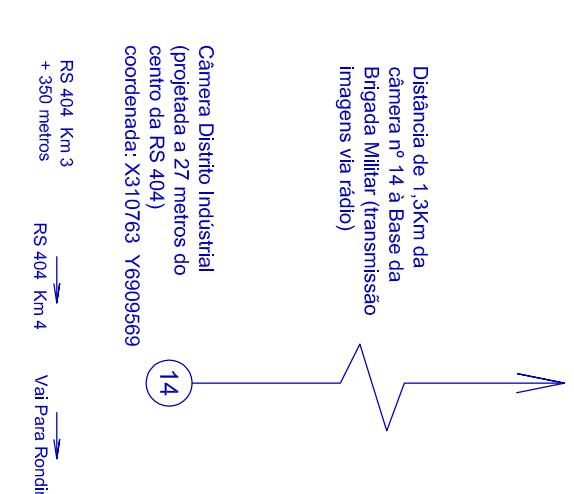 Distância de 1,3Km da
câmera nº 14 à Base da
Brigada Militar (transmissão
imagens via rádio)
Câmera Distrito Indústrial
(projetada a 27 metros do
centro da RS 404)
coordenada: X310763 Y6909569
14
RS 404 Km 3
+ 350 metros
RS 404 Km 4
Vai Para